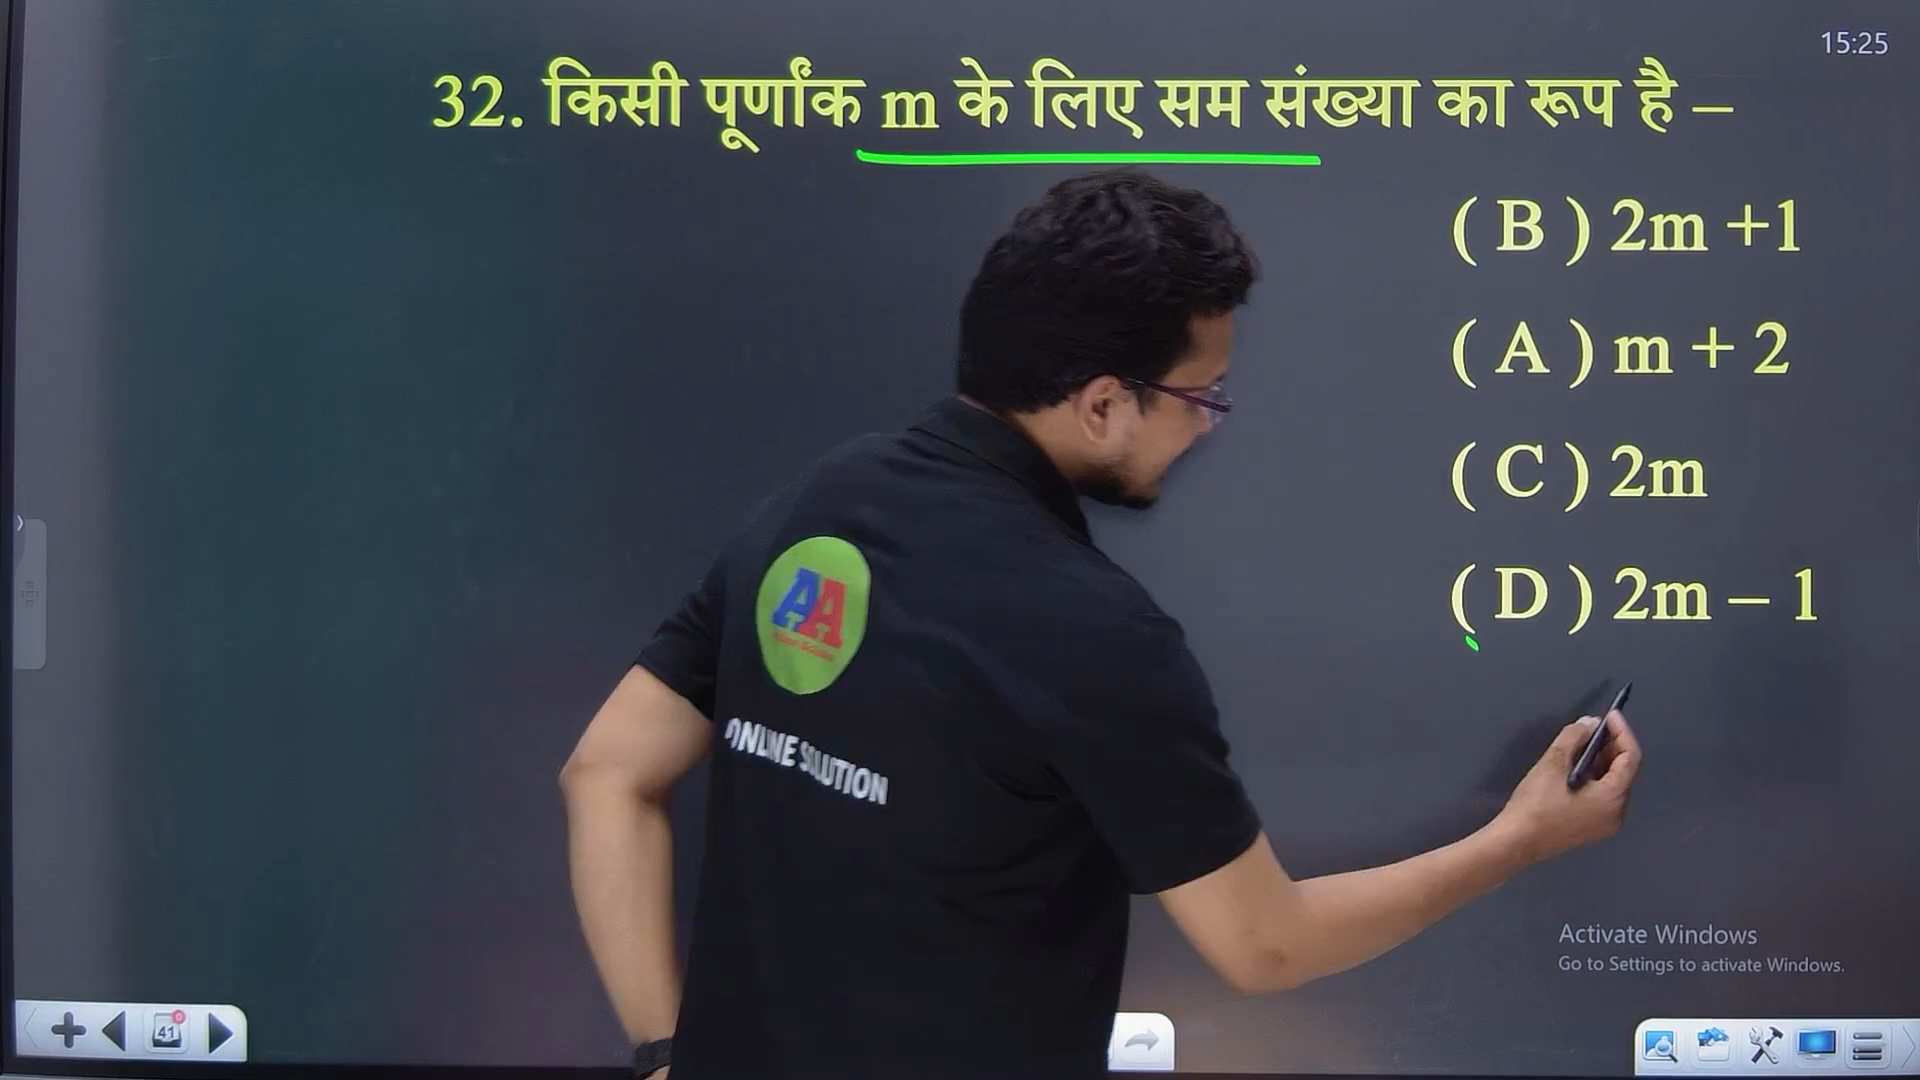 15:25
32. किसी पूर्णांक m के लिए सम संख्या का रूप है –
( B ) 2m +1
( A ) m + 2
( C ) 2m
( D ) 2m – 1
AA
ONLINE SOLUTION
Activate Windows
Go to Settings to activate Windows.
41